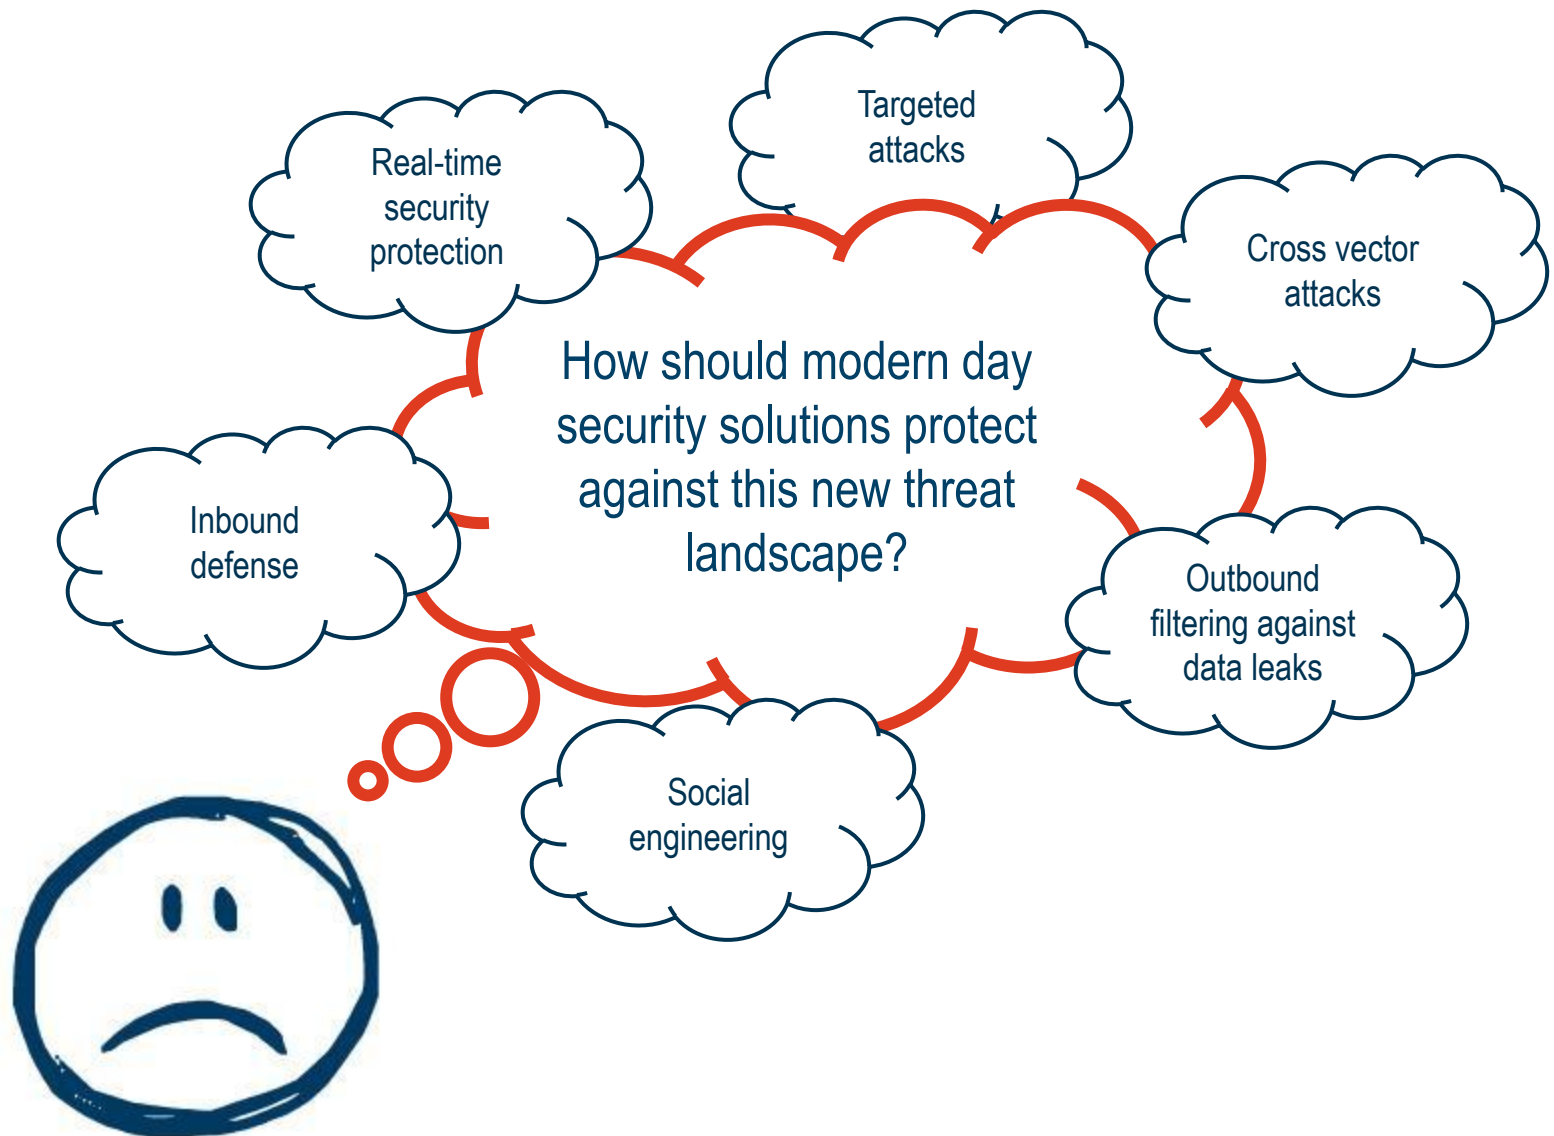 Targeted
attacks
Real-time
security
protection
Cross vector
attacks
How should modern day
security solutions protect
against this new threat
landscape?
Inbound
defense
Outbound
filtering against
data leaks
Social
engineering